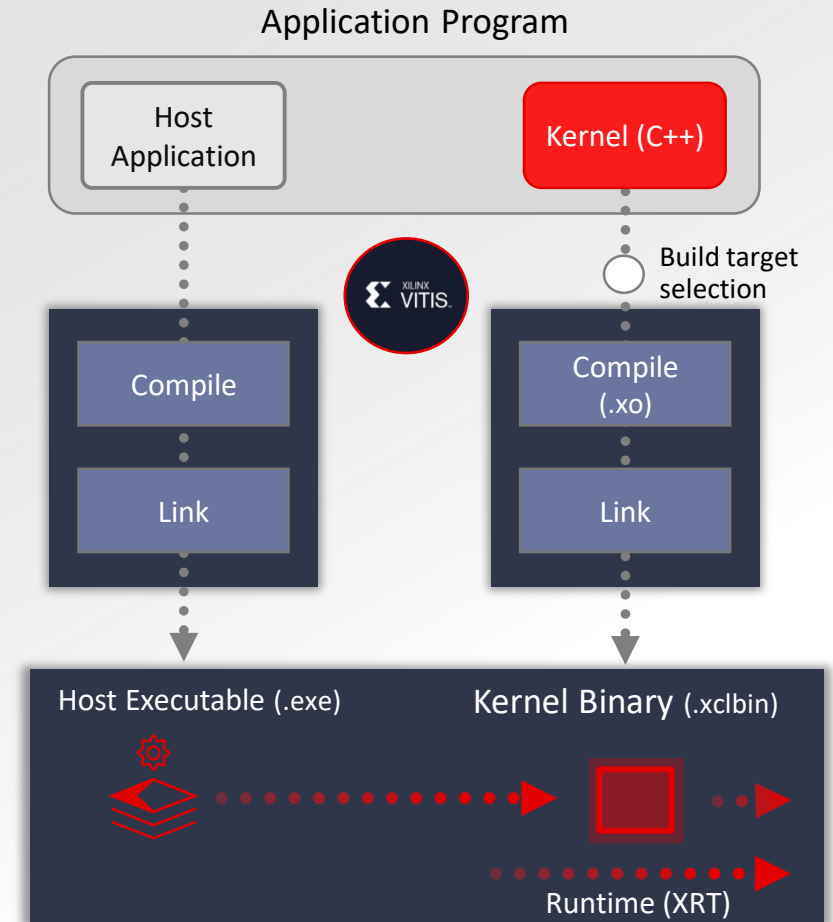 Application Program
Host
Application
Kernel (C++)
XILINX
VITIS™
Build target
selection
Compile
Link
Compile
(.xo)
Link
Host Executable (.exe)
Kernel Binary (.xclbin)
Runtime (XRT)